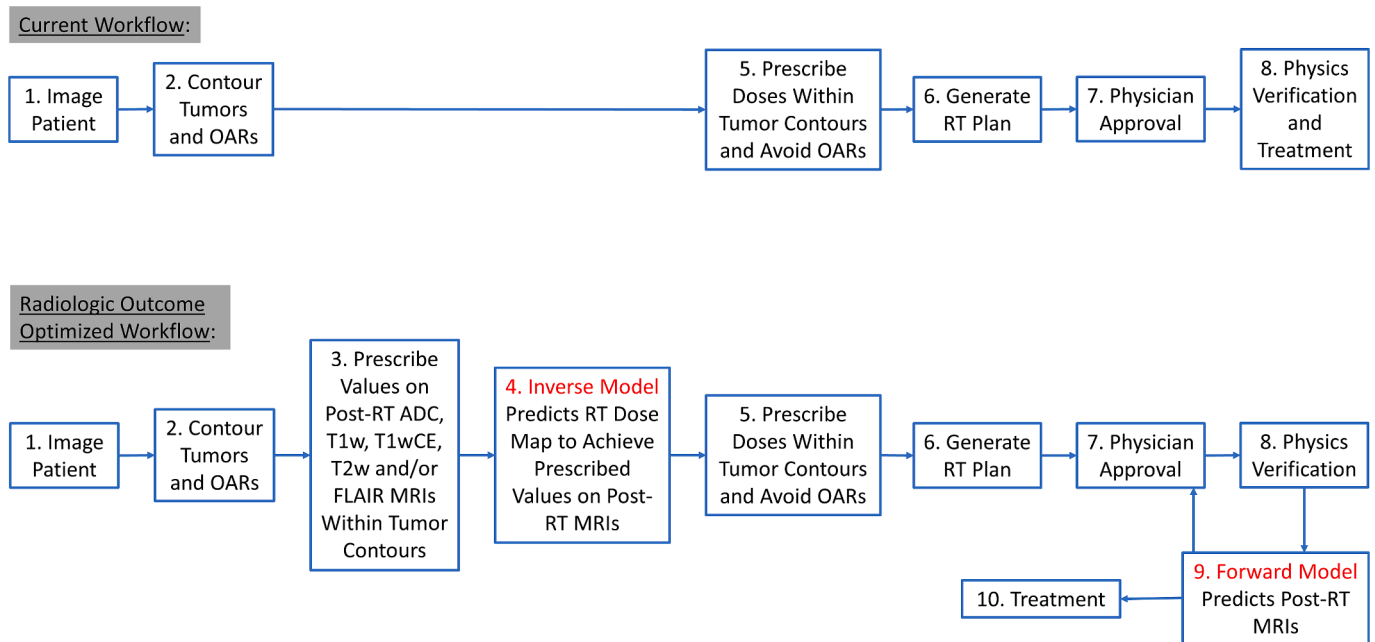 Current Workflow:
1. Image
Patient
2. Contour
Tumors
and OARs
5. Prescribe
Doses Within
Tumor Contours
and Avoid OARs
6. Generate
RT Plan
7. Physician
Approval
8. Physics
Verification
and
Treatment
Radiologic Outcome
Optimized Workflow:
1. Image
Patient
2. Contour
Tumors
and OARs
3. Prescribe
Values on
Post-RT ADC,
T1w, T1wCE,
T2w and/or
FLAIR MRIs
Within Tumor
Contours
4. Inverse Model
Predicts RT Dose
Map to Achieve
Prescribed
Values on Post-
RT MRIs
5. Prescribe
Doses Within
Tumor Contours
and Avoid OARs
6. Generate
RT Plan
7. Physician
Approval
8. Physics
Verification
9. Forward Model
Predicts Post-RT
MRIs
10. Treatment